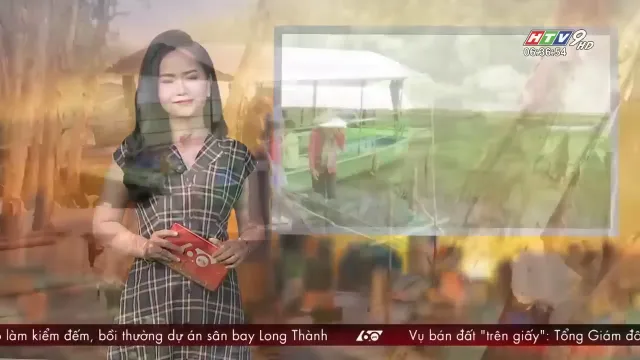 HTV9 HD
06:36:54
làm kiểm đếm, bồi thường dự án sân bay Long Thành
Vụ bán đất "trên giấy": Tổng Giám đ